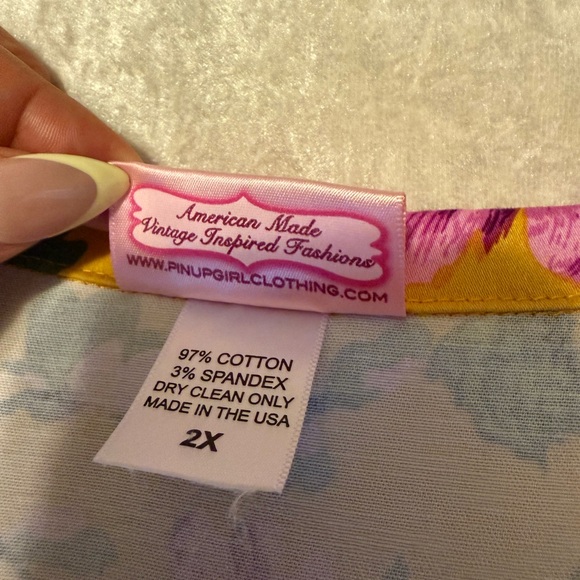 American Made
Vintage Inspired Fashions
WWW.PINUPGIRLCLOTHING.COM
97% COTTON
3% SPANDEX
DRY CLEAN ONLY
MADE IN THE USA
2X